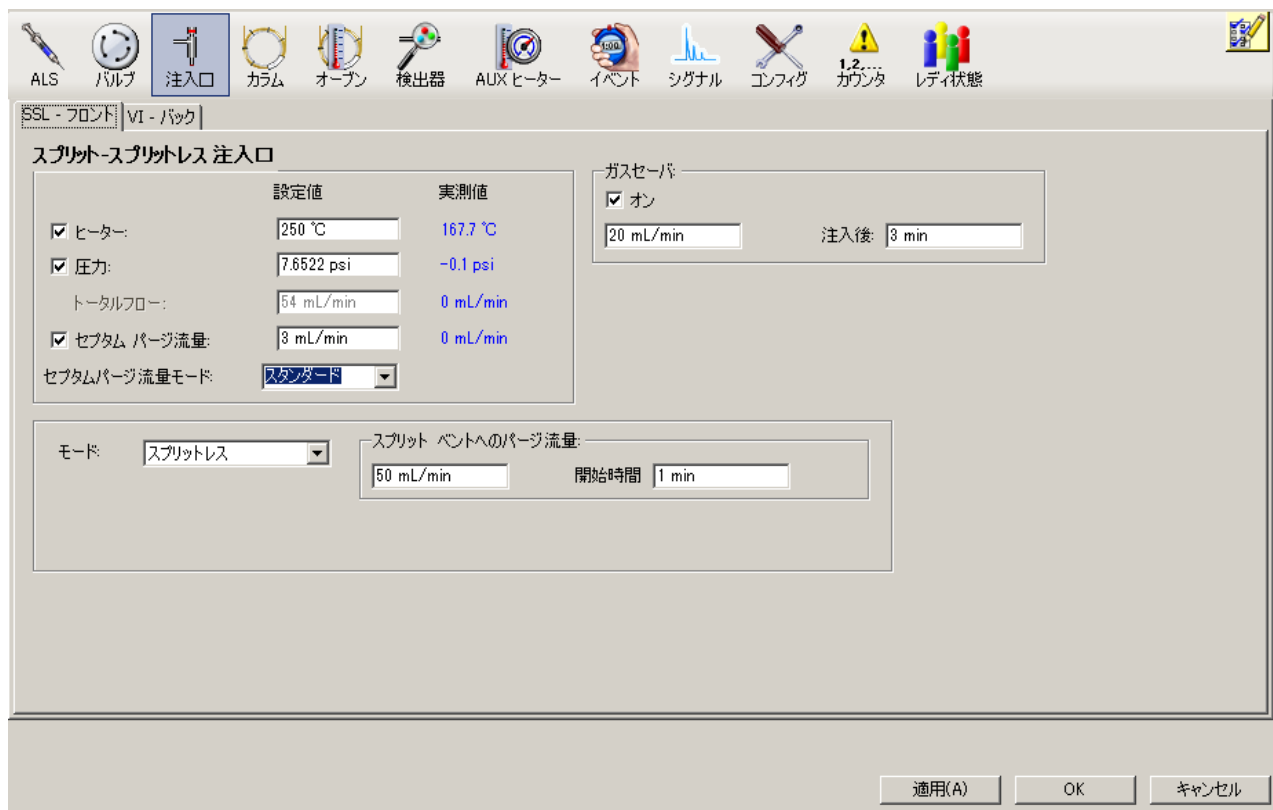 ALS バルブ 注入口 カラム オーブン 検出器 AUX ヒーター イベント シグナル コンフィグ 1,2,... カウンタ レディ状態
SSL - フロント VI - バック
スプリット-スプリットレス 注入口
設定値 実測値
ヒーター: 250 ℃ 167.7 ℃
圧力: 7.6522 psi -0.1 psi
トータルフロー: 54 mL/min 0 mL/min
セプタム パージ流量: 3 mL/min 0 mL/min
セプタムパージ流量モード: スタンダード
ガスセーバ:
オン
20 mL/min 注入後: 3 min
モード: スプリットレス
スプリット ベントへのパージ流量:
50 mL/min 開始時間 1 min
適用(A) OK キャンセル